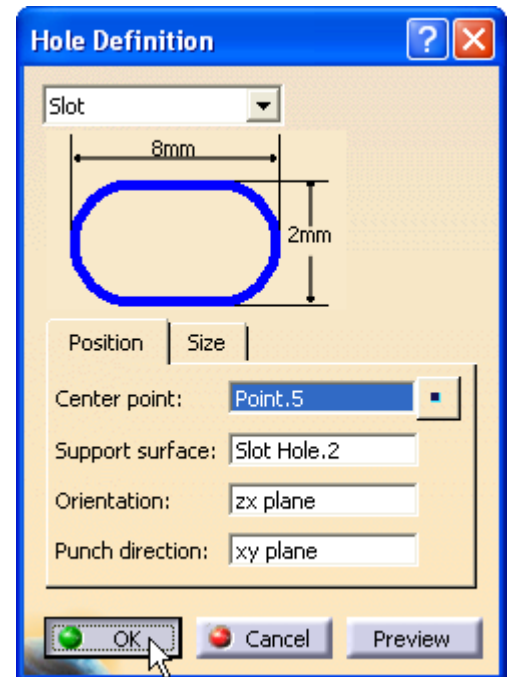 Hole Definition
Slot
8mm
2mm
Position Size
Center point: Point.5
Support surface: Slot Hole.2
Orientation: zx plane
Punch direction: xy plane
OK Cancel Preview